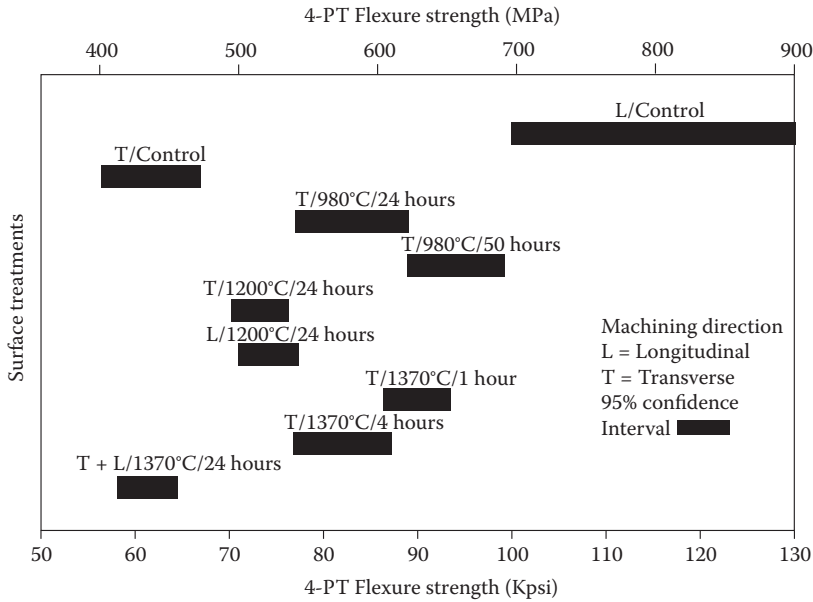 4-PT Flexure strength (MPa)
400 500 600 700 800 900
L/Control
T/Control
T/980°C/24 hours
T/980°C/50 hours
T/1200°C/24 hours
L/1200°C/24 hours
T/1370°C/1 hour
T/1370°C/4 hours
T + L/1370°C/24 hours
Surface treatments
Machining direction
L = Longitudinal
T = Transverse
95% confidence
Interval
50 60 70 80 90 100 110 120 130
4-PT Flexure strength (Kpsi)